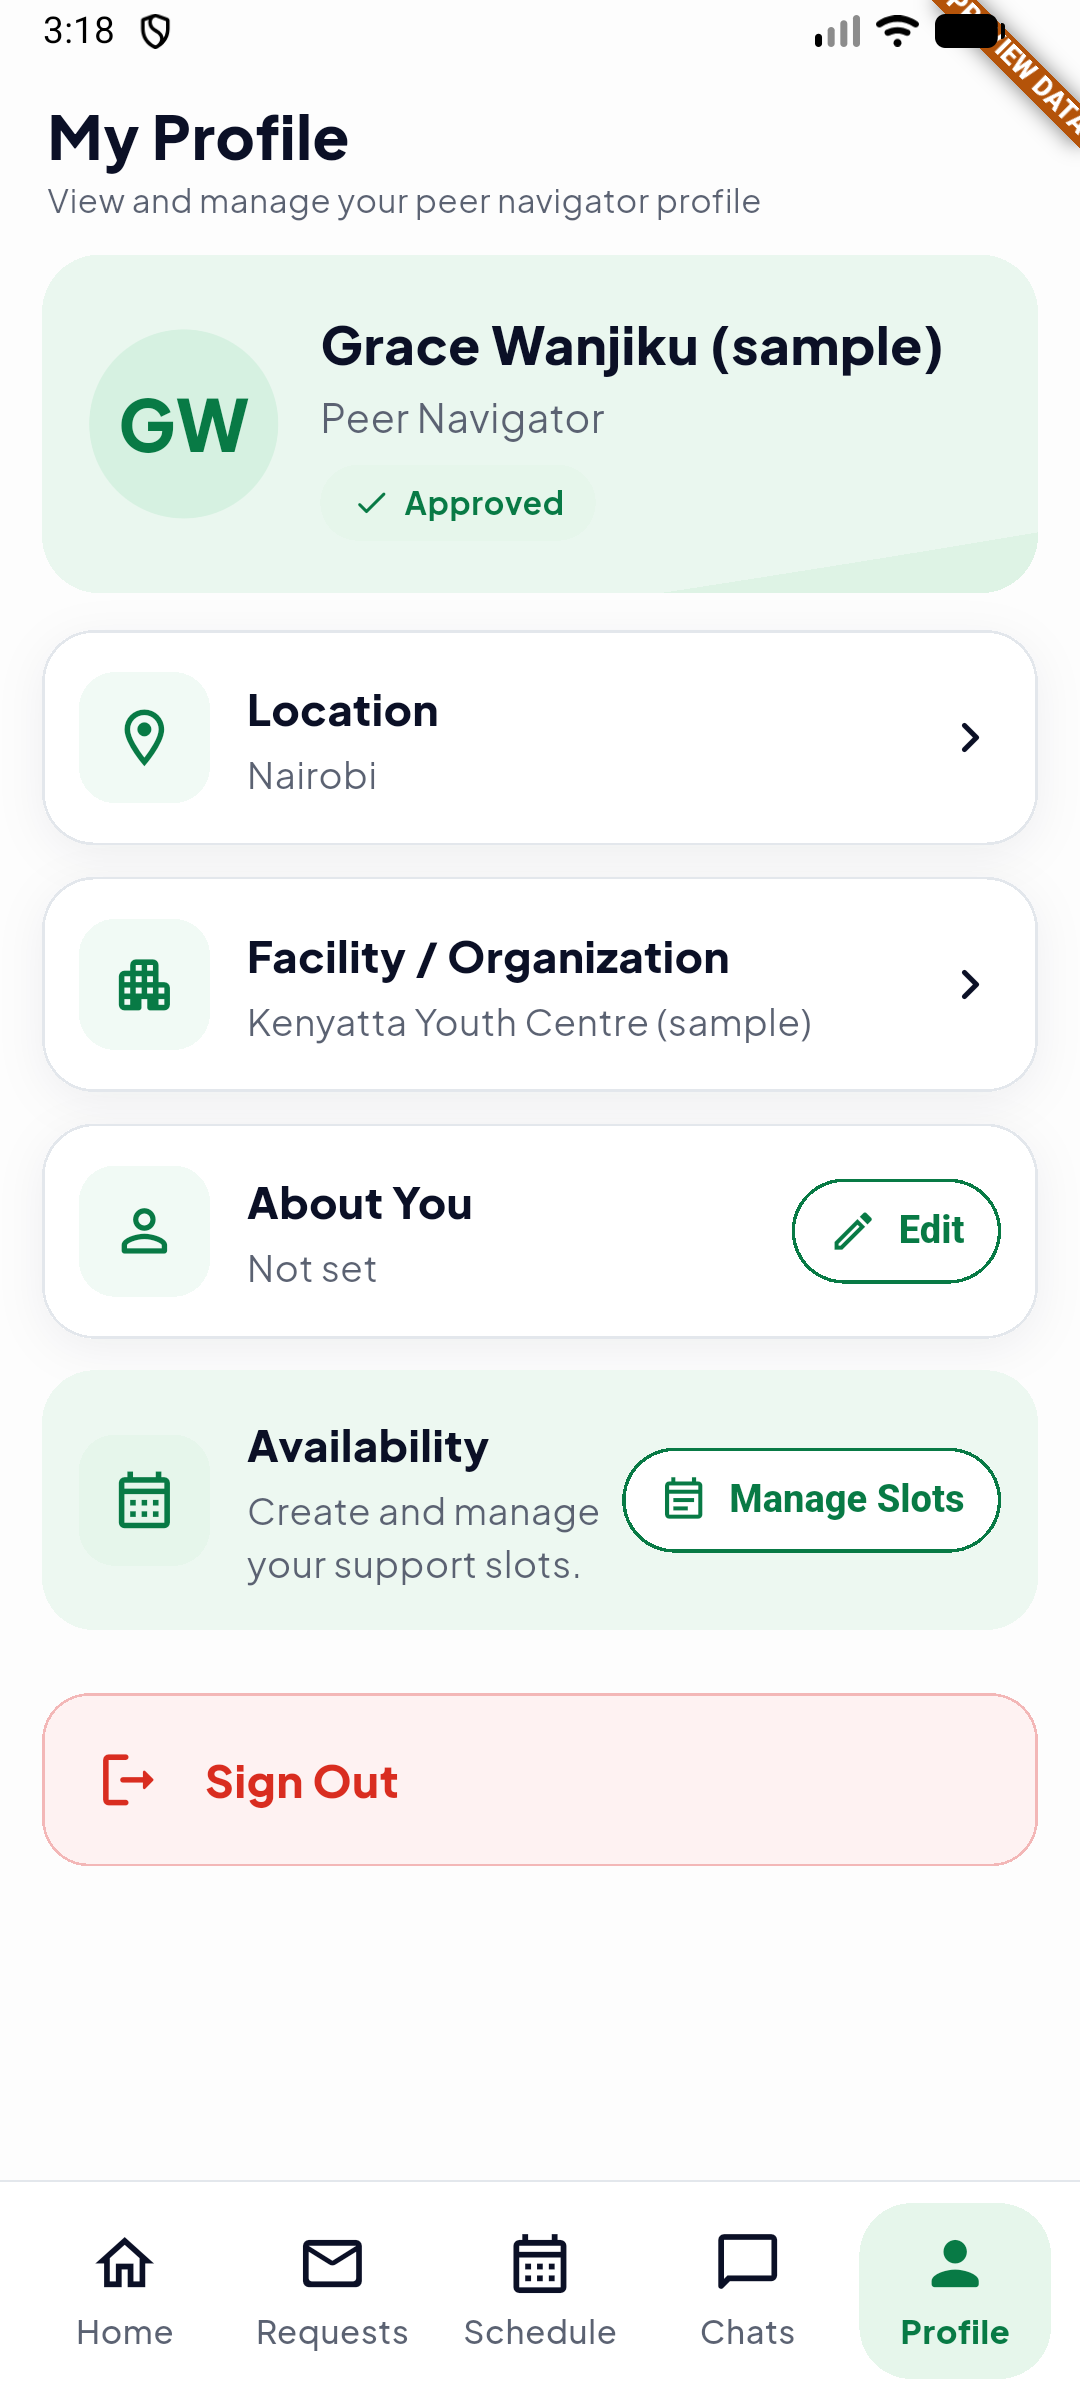 3:18
My Profile
View and manage your peer navigator profile
GW
Grace Wanjiku (sample)
Peer Navigator
Approved
Location
Nairobi
Facility / Organization
Kenyatta Youth Centre (sample)
About You
Not set
Edit
Availability
Create and manage
your support slots.
Manage Slots
Sign Out
Home
Requests
Schedule
Chats
Profile